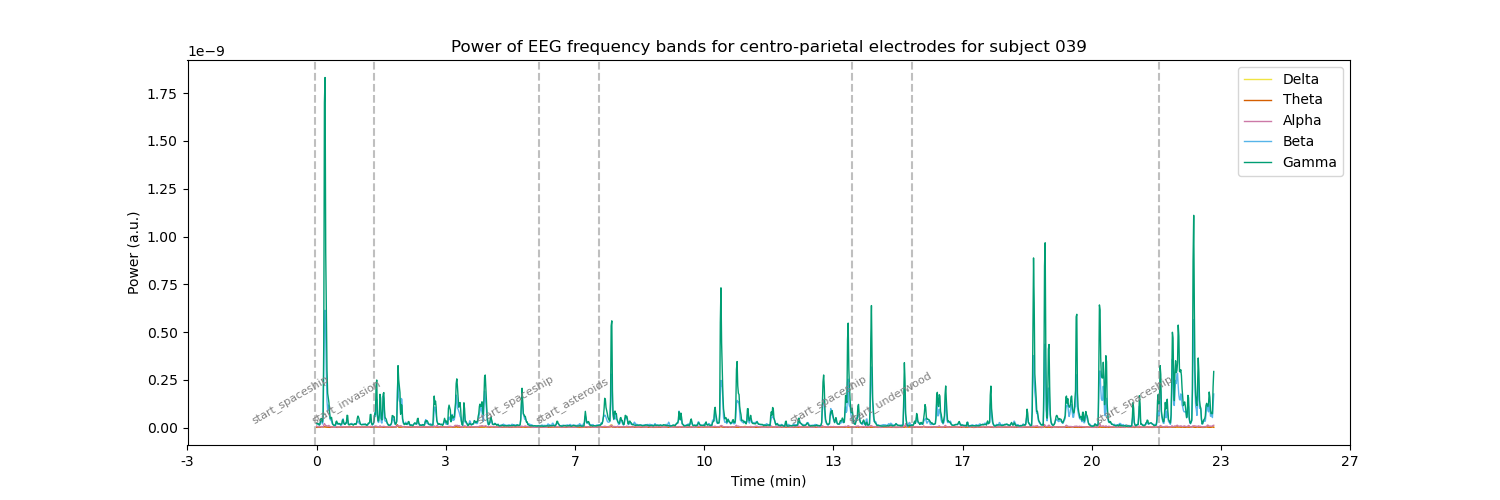 Power of EEG frequency bands for centro-parietal electrodes for subject 039
1e−9
1.75
1.50
1.25
1.00
0.75
0.50
0.25
0.00
Power (a.u.)
Delta
Theta
Alpha
Beta
Gamma
start_spaceship
start_invasion
start_spaceship
start_asteroids
start_spaceship
start_underwood
start_spaceship
-3
0
3
7
10
13
17
20
23
27
Time (min)